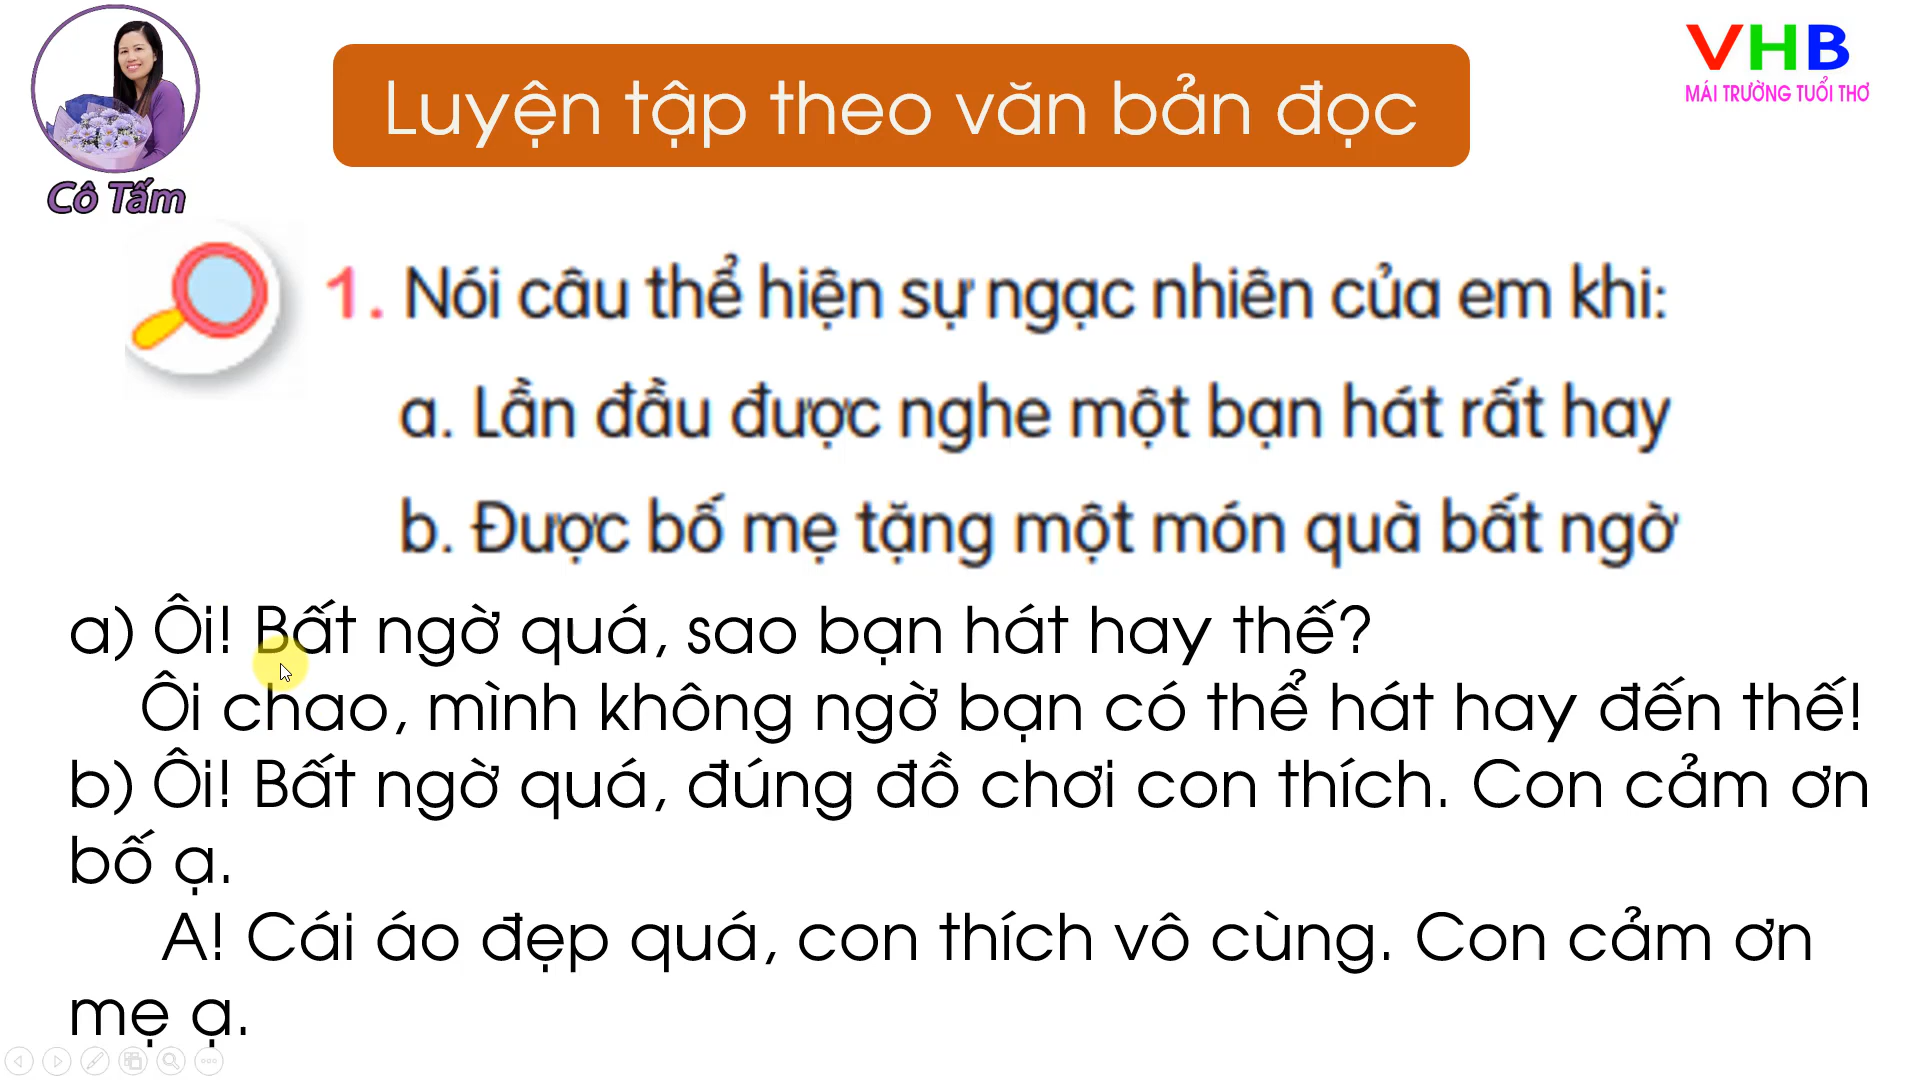 Luyện tập theo văn bản đọc
VHB
MÁI TRƯỜNG TUỔI THƠ
Cô Tấm
1. Nói câu thể hiện sự ngạc nhiên của em khi:
a. Lần đầu được nghe một bạn hát rất hay
b. Được bố mẹ tặng một món quà bất ngờ
a) Ôi! Bất ngờ quá, sao bạn hát hay thế?
Ôi chao, mình không ngờ bạn có thể hát hay đến thế!
b) Ôi! Bất ngờ quá, đúng đồ chơi con thích. Con cảm ơn
bố ạ.
A! Cái áo đẹp quá, con thích vô cùng. Con cảm ơn
mẹ ạ.